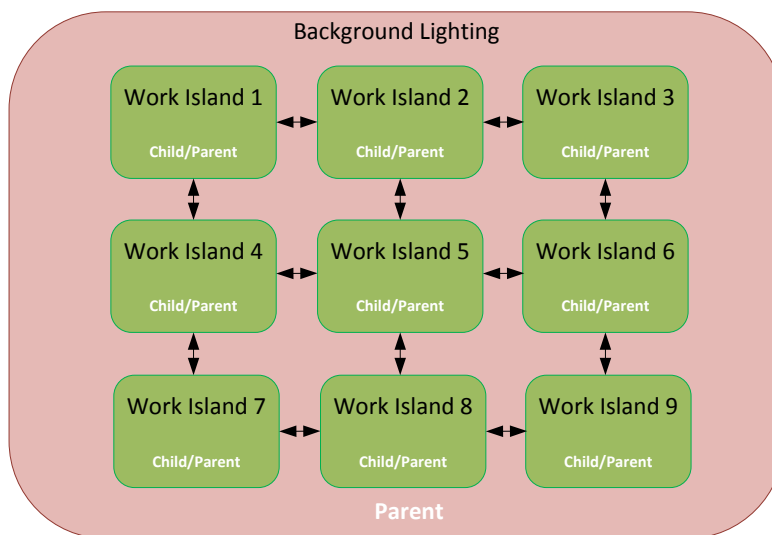 Background Lighting
Work Island 1
Work Island 2
Work Island 3
Child/Parent
Child/Parent
Child/Parent
Work Island 4
Work Island 5
Work Island 6
Child/Parent
Child/Parent
Child/Parent
Work Island 7
Work Island 8
Work Island 9
Child/Parent
Child/Parent
Child/Parent
Parent